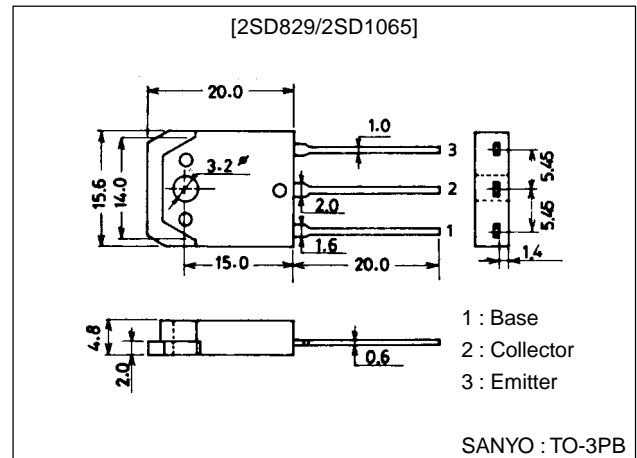 [2SD829/2SD1065]
20.0
1.0
3
3.2 ø
15.6
14.0
2.0
2
5.45
5.45
1.6
1
15.0
20.0
1.4
4.8
2.0
0.6
1 : Base
2 : Collector
3 : Emitter
SANYO : TO-3PB